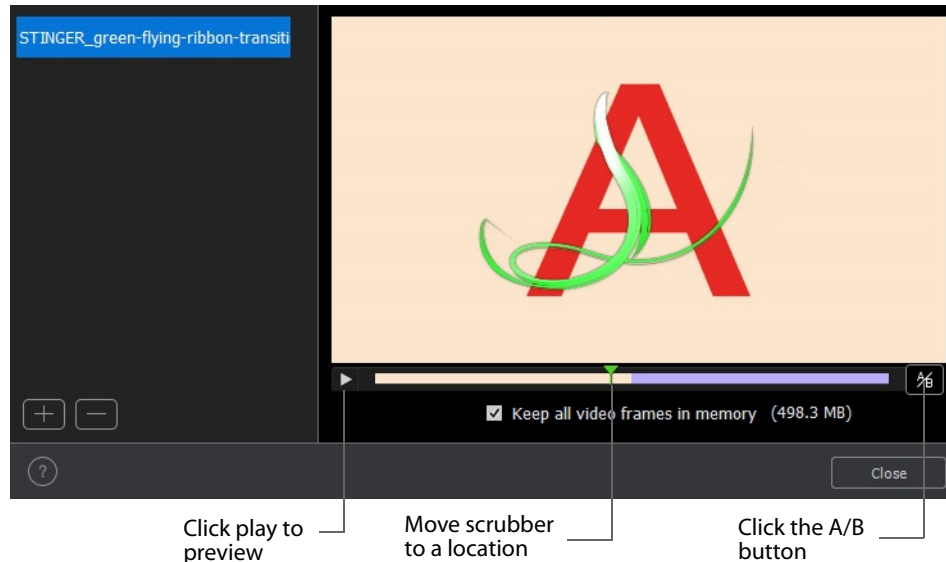 STINGER_green-flying-ribbon-transiti
A
A/B
Keep all video frames in memory (498.3 MB)
?
Close
Click play to
preview
Move scrubber
to a location
Click the A/B
button